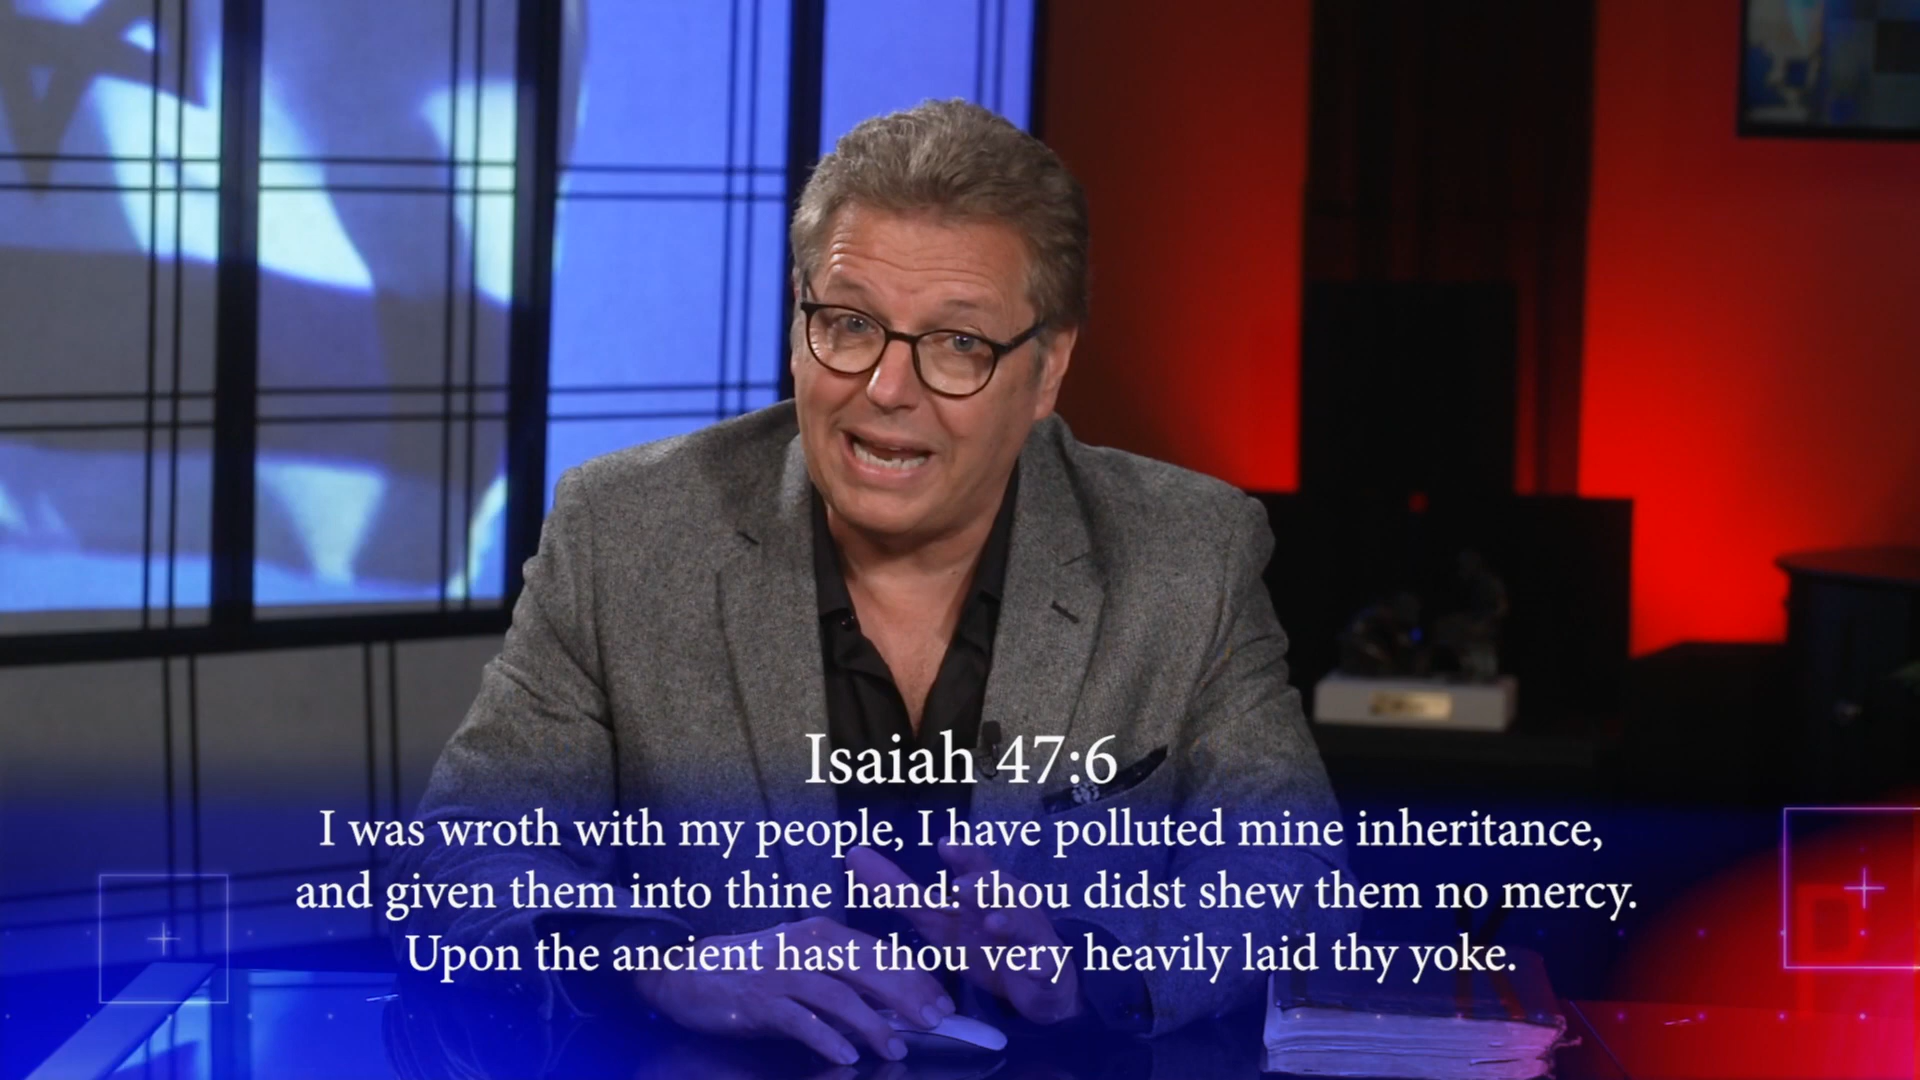 Isaiah 47:6
I was wroth with my people, I have polluted mine inheritance,
and given them into thine hand: thou didst shew them no mercy.
Upon the ancient hast thou very heavily laid thy yoke.